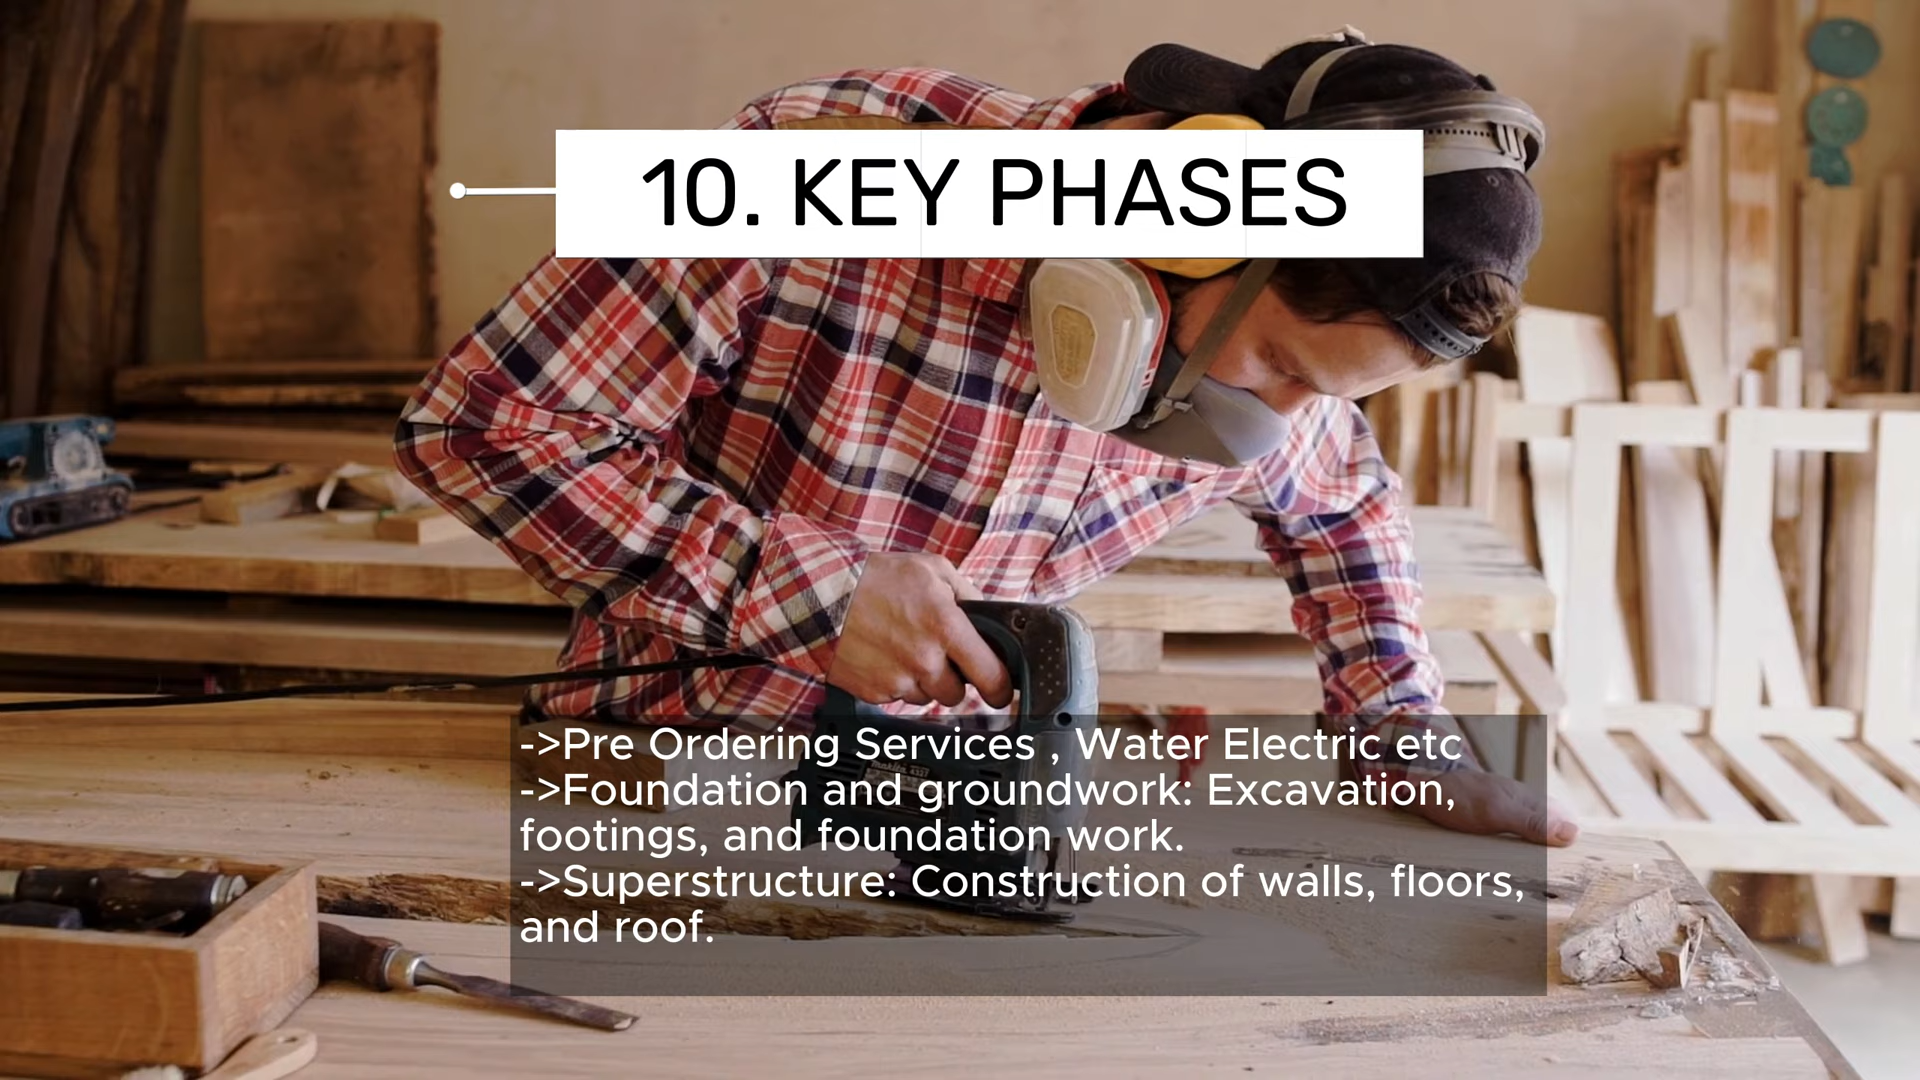 10. KEY PHASES
->Pre Ordering Services , Water Electric etc
->Foundation and groundwork: Excavation,
footings, and foundation work.
->Superstructure: Construction of walls, floors,
and roof.